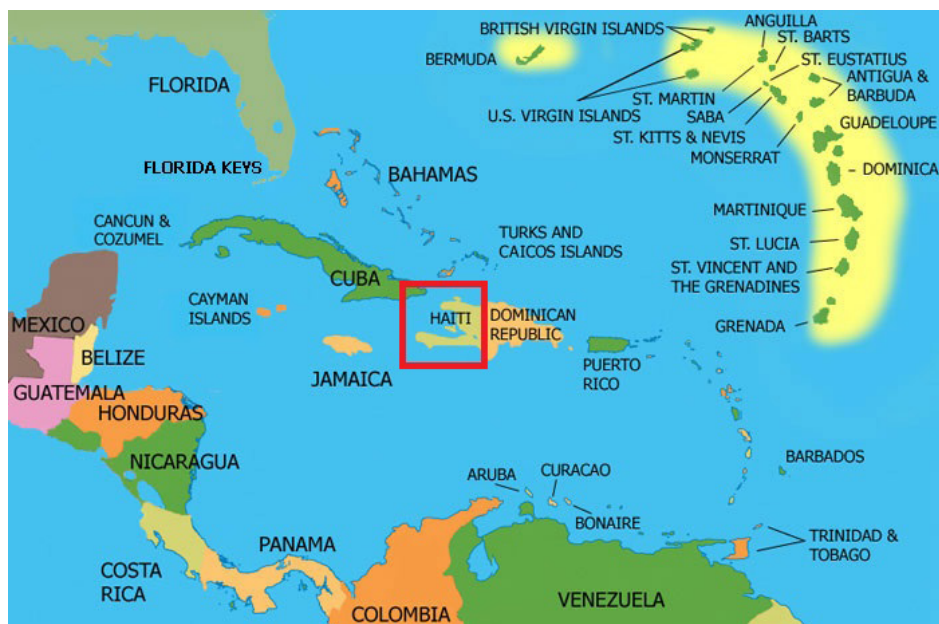 BRITISH VIRGIN ISLANDS
ANGUILLA
ST. BARTS
BERMUDA
ST. EUSTATIUS
ANTIGUA &
BARBUDA
FLORIDA
ST. MARTIN
SABA
U.S. VIRGIN ISLANDS
ST. KITTS & NEVIS
GUADELOUPE
MONSERRAT
FLORIDA KEYS
BAHAMAS
DOMINICA
MARTINIQUE
CANCUN &
COZUMEL
TURKS AND
CAICOS ISLANDS
ST. LUCIA
CUBA
ST. VINCENT AND
THE GRENADINES
CAYMAN
ISLANDS
HAITI
DOMINICAN
REPUBLIC
GRENADA
MEXICO
BELIZE
JAMAICA
PUERTO
RICO
GUATEMALA
HONDURAS
NICARAGUA
BARBADOS
ARUBA
CURACAO
BONAIRE
TRINIDAD &
TOBAGO
PANAMA
COSTA
RICA
COLOMBIA
VENEZUELA